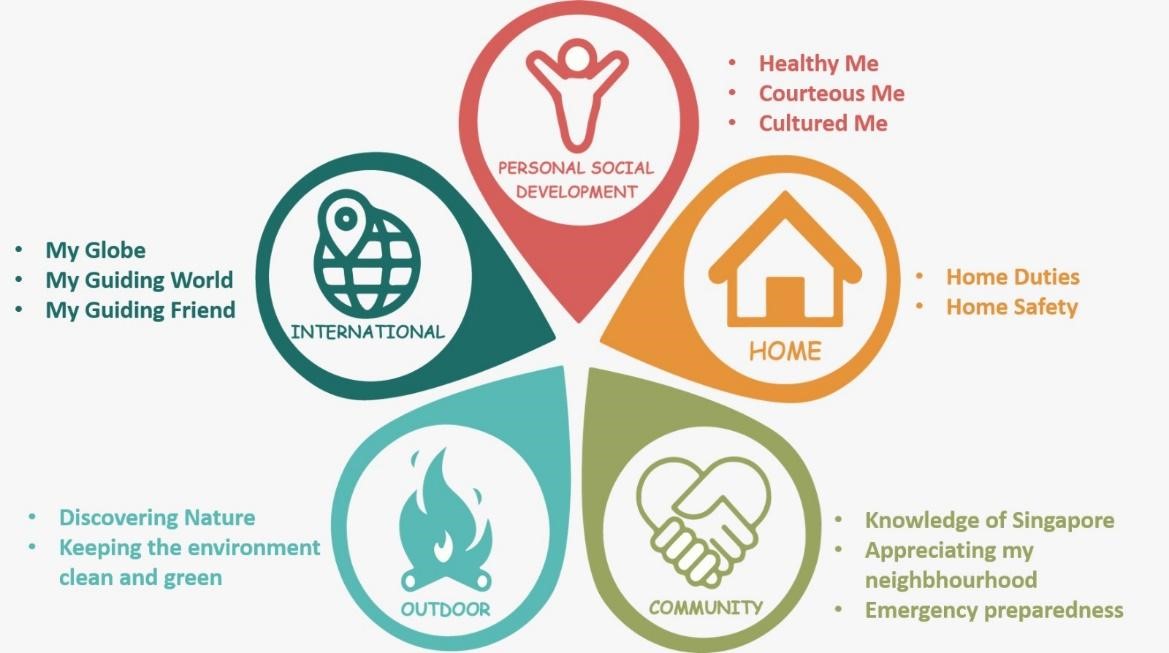 PERSONAL SOCIAL
DEVELOPMENT
• Healthy Me
• Courteous Me
• Cultured Me
HOME
• Home Duties
• Home Safety
COMMUNITY
• Knowledge of Singapore
• Appreciating my
neighbhourhood
• Emergency preparedness
OUTDOOR
• Discovering Nature
• Keeping the environment
clean and green
INTERNATIONAL
• My Globe
• My Guiding World
• My Guiding Friend